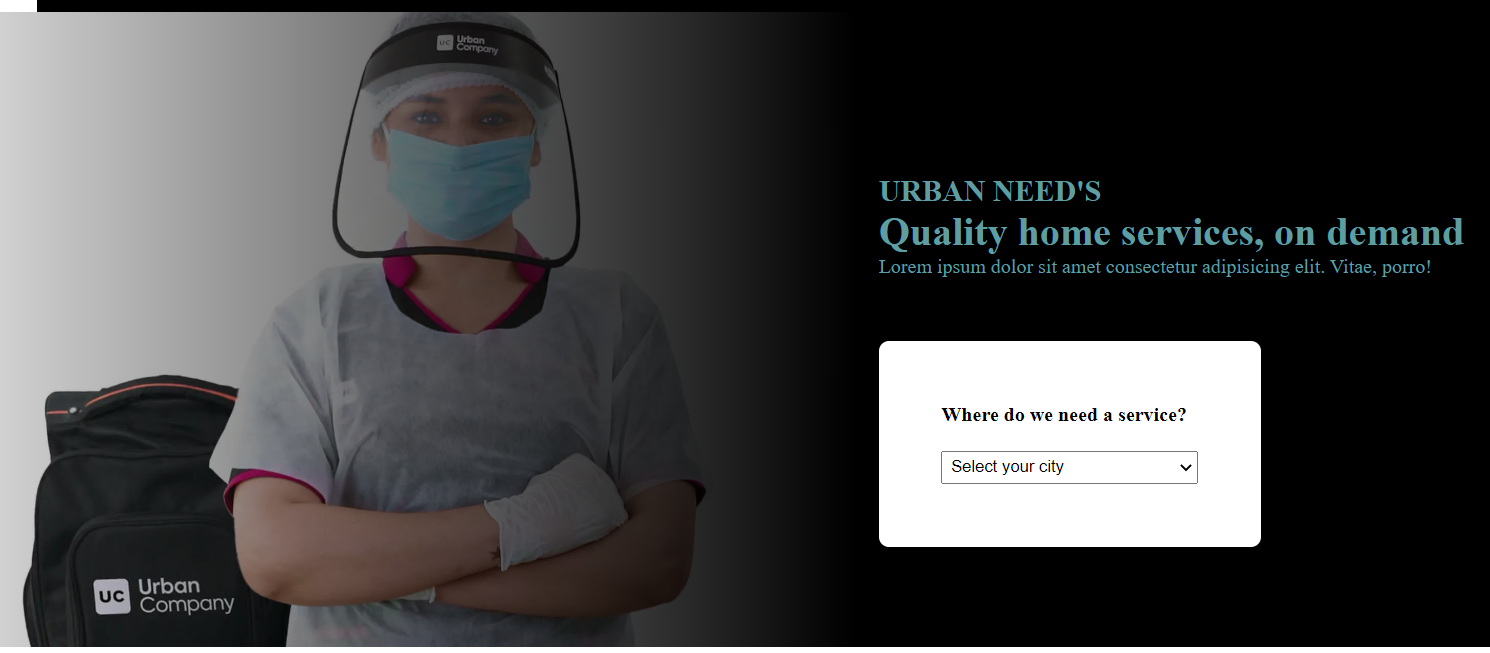 UC Urban
Company
URBAN NEED'S
Quality home services, on demand
Lorem ipsum dolor sit amet consectetur adipisicing elit. Vitae, porro!
Where do we need a service?
Select your city
UC Urban
Company